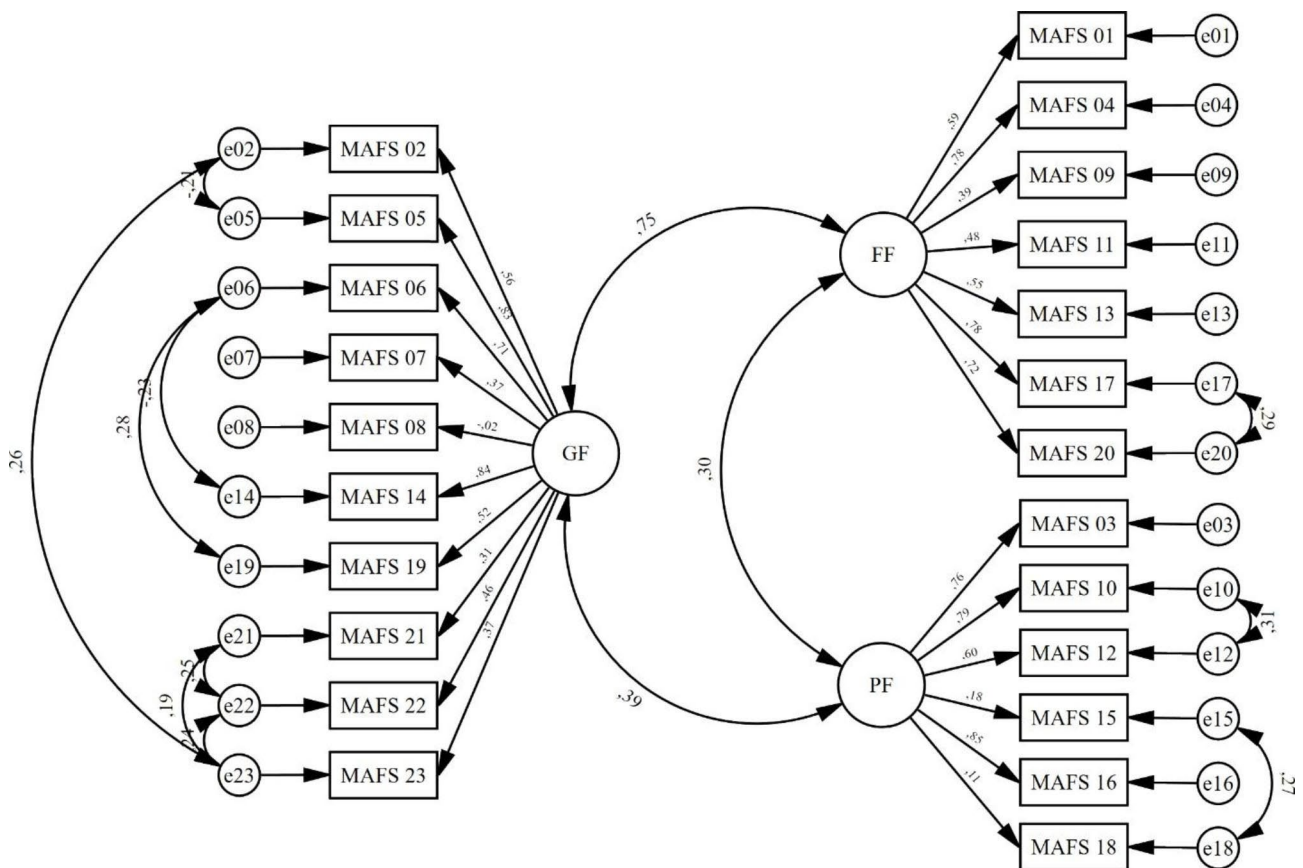 e02
MAFS 02
-,21
e05
MAFS 05
e06
MAFS 06
e07
MAFS 07
e08
MAFS 08
e14
MAFS 14
e19
MAFS 19
e21
MAFS 21
e22
MAFS 22
e23
MAFS 23
,26
,28
-,23
,19
,25
,24
,56
,83
,71
,37
-,02
,84
,52
,31
,46
,37
GF
,75
,30
,39
FF
,59
,78
,39
,48
,55
,78
,72
MAFS 01
e01
MAFS 04
e04
MAFS 09
e09
MAFS 11
e11
MAFS 13
e13
MAFS 17
e17
MAFS 20
e20
,29
PF
,76
,79
,60
,18
,85
,11
MAFS 03
e03
MAFS 10
e10
MAFS 12
e12
,31
MAFS 15
e15
MAFS 16
e16
MAFS 18
e18
,27